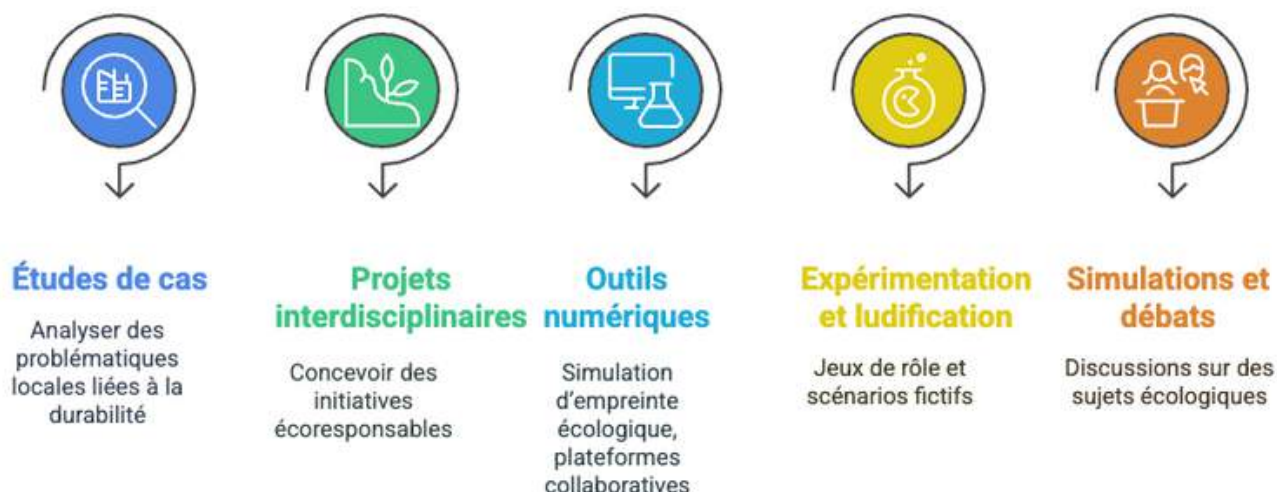 Études de cas
Analyser des
problématiques
locales liées à la
durabilité
Projets
interdisciplinaires
Concevoir des
initiatives
écoresponsables
Outils
numériques
Simulation
d'empreinte
écologique,
plateformes
collaboratives
Expérimentation
et ludification
Jeux de rôle et
scénarios fictifs
Simulations et
débats
Discussions sur des
sujets écologiques